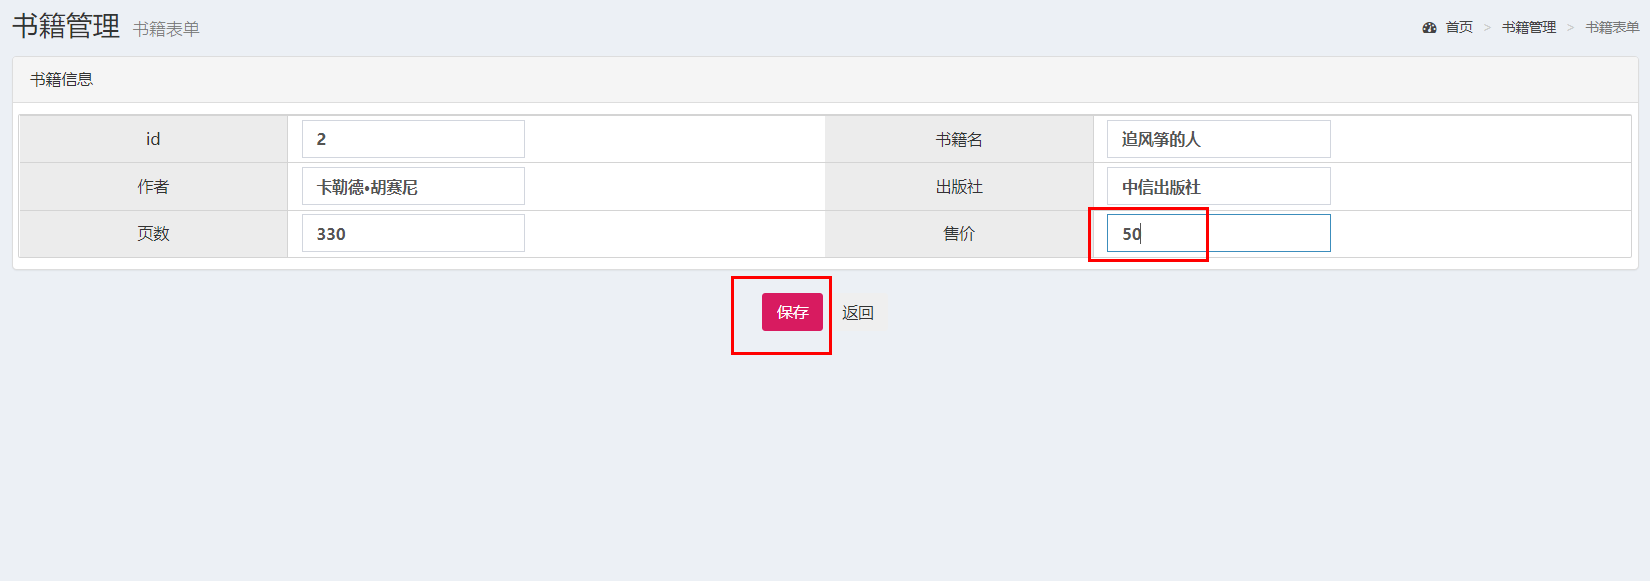 书籍管理 书籍表单
首页 > 书籍管理 > 书籍表单
书籍信息
id 2 书籍名 追风筝的人
作者 卡勒德•胡赛尼 出版社 中信出版社
页数 330 售价 50
保存 返回